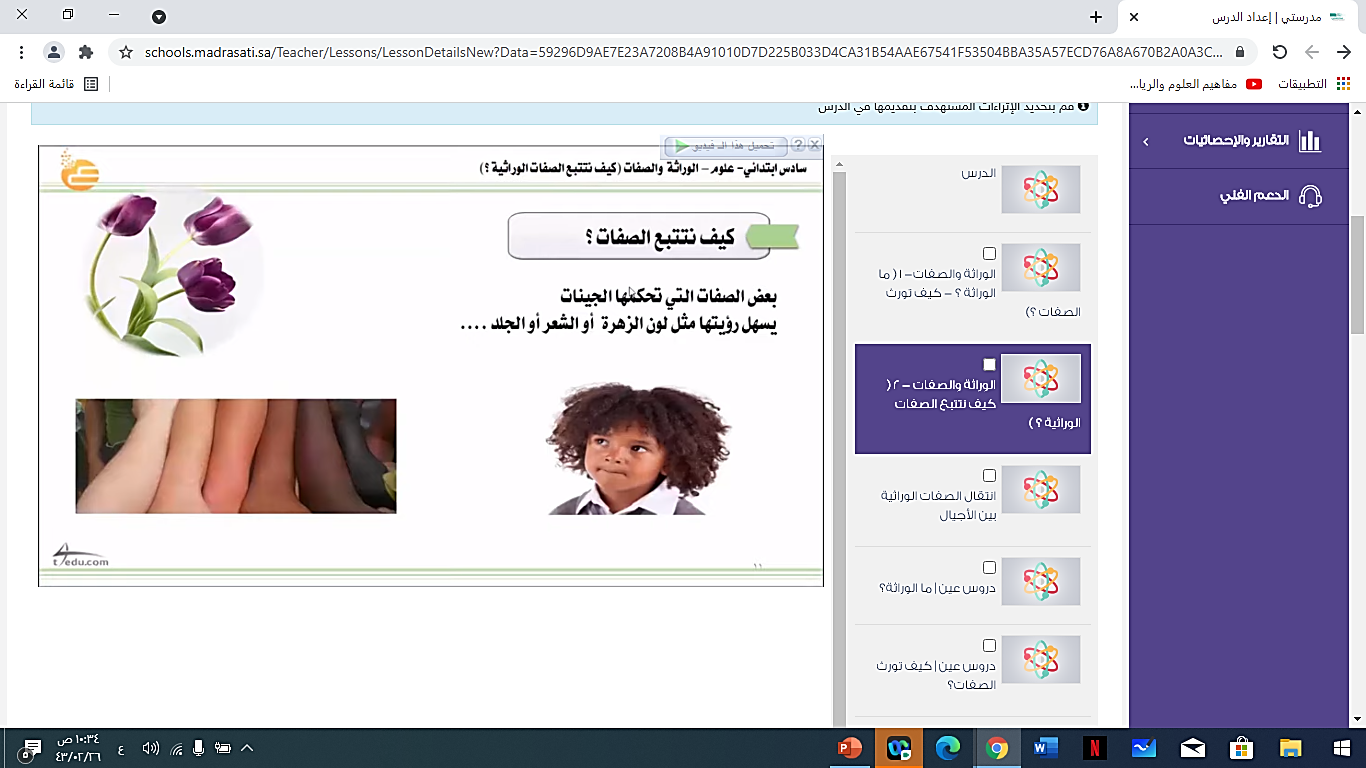 مدرستي | إعداد الدرس
schools.madrasati.sa/Teacher/Lessons/LessonDetailsNew?Data=59296D9AE7E23A7208B4A91010D7D225B033D4CA31B54AAE67541F53504BBA35A57ECD76A8A670B2A0A3C...
التطبيقات
مفاهيم العلوم والريا...
قائمة القراءة
قم بتحديد الإثراءات المستهدف بتقديمها في الدرس
التقارير والإحصائيات
الدعم الفني
الدرس
الوراثة والصفات– ١( ما
الوراثة ؟ – كيف تورث
الصفات ؟)
الوراثة والصفات – ٢ (
كيف نتتبع الصفات
الوراثية ؟ )
انتقال الصفات الوراثية
بين الأجيال
دروس عين | ما الوراثة؟
دروس عين | كيف تورث
الصفات؟
تحميل هذا الـ فيديو
سادس ابتدائي- علوم – الوراثة والصفات (كيف نتتبع الصفات الوراثية ؟)
كيف نتتبع الصفات ؟
بعض الصفات التي تحكمها الجينات
يسهل رؤيتها مثل لون الزهرة أو الشعر أو الجلد ....
t4edu.com
١١
ع
١٠:٣٤ ص
٤٣/٠٢/٢٦